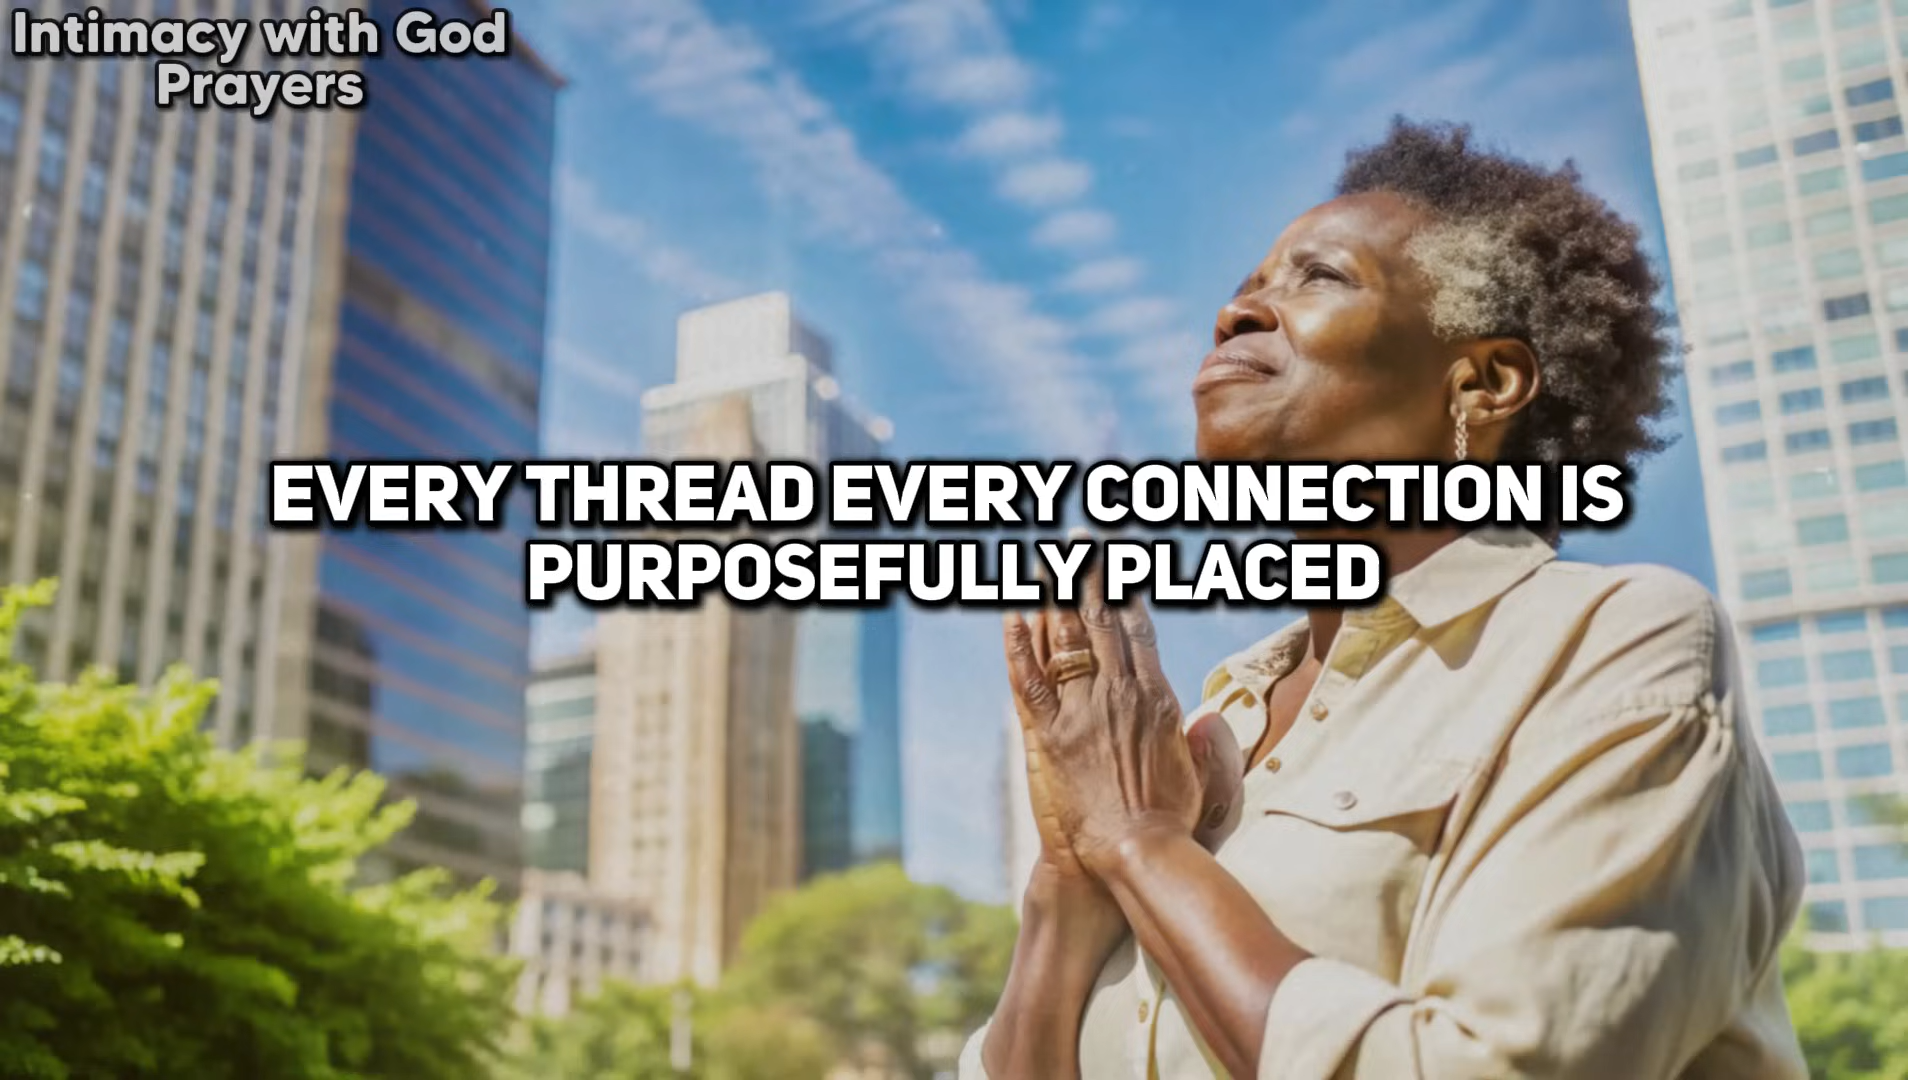 Intimacy with God
Prayers
EVERY THREAD EVERY CONNECTION IS
PURPOSEFULLY PLACED